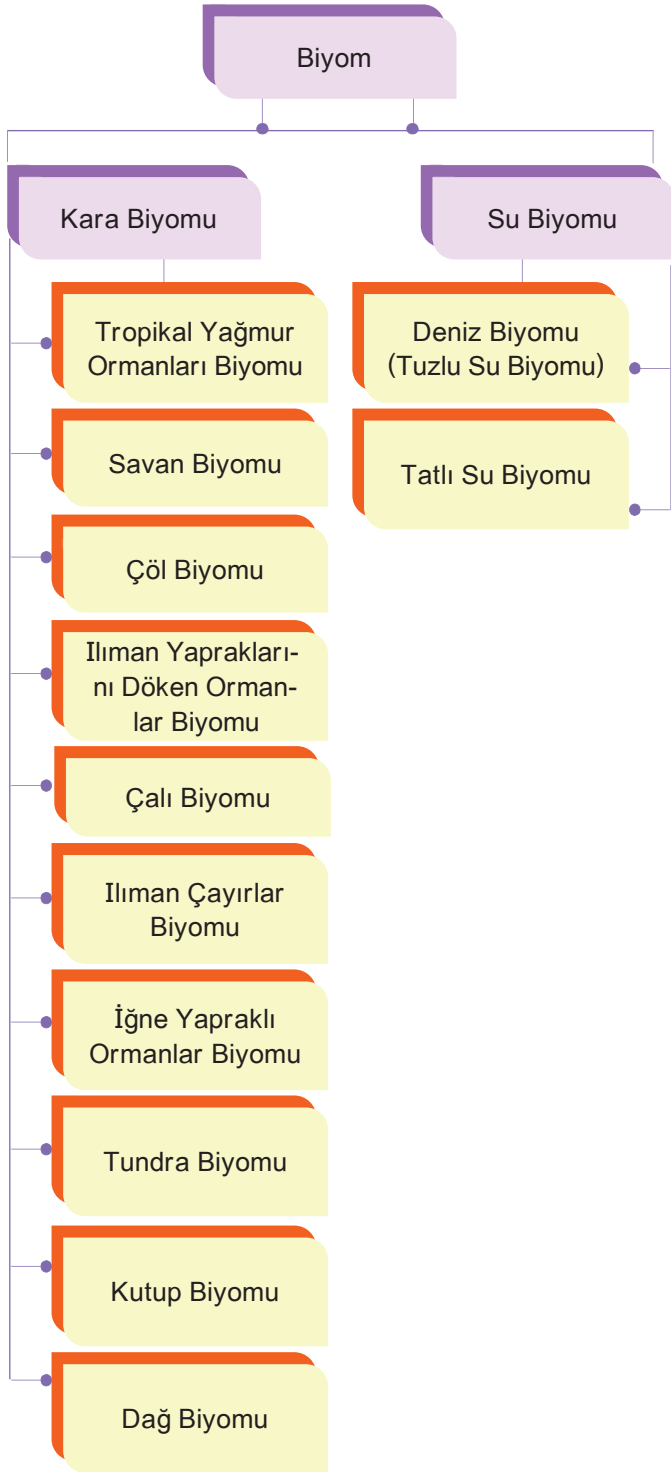 Biyom
Kara Biyomu
Tropikal Yağmur
Ormanları Biyomu
Savan Biyomu
Çöl Biyomu
Ilıman Yaprakları-
nı Döken Orman-
lar Biyomu
Çalı Biyomu
Ilıman Çayırlar
Biyomu
İğne Yapraklı
Ormanlar Biyomu
Tundra Biyomu
Kutup Biyomu
Dağ Biyomu
Su Biyomu
Deniz Biyomu
(Tuzlu Su Biyomu)
Tatlı Su Biyomu